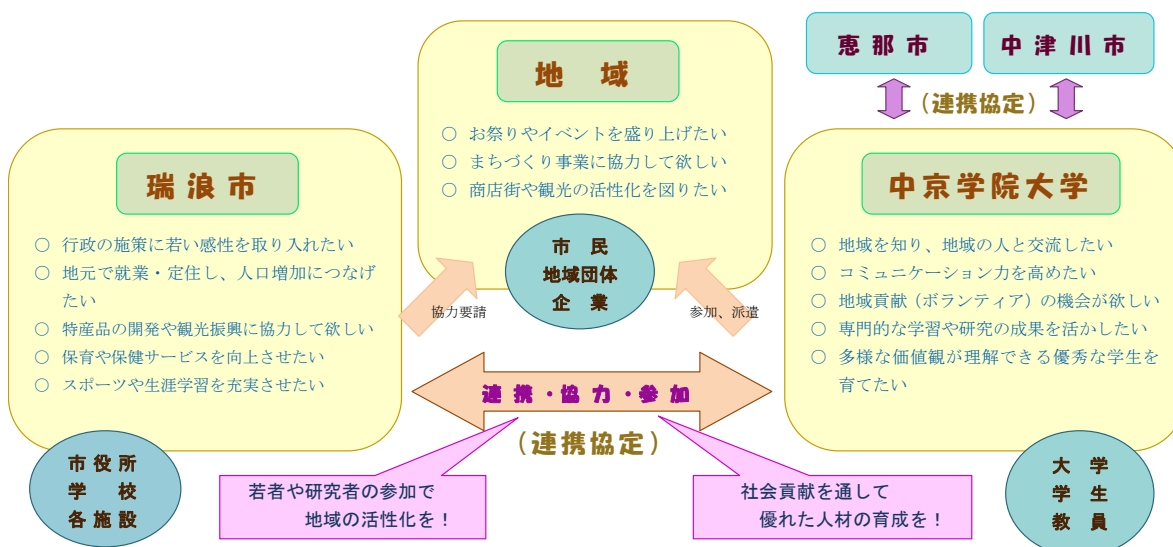 恵那市
中津川市
(連携協定)
地域
○ お祭りやイベントを盛り上げたい
○ まちづくり事業に協力して欲しい
○ 商店街や観光の活性化を図りたい
市民
地域団体
企業
瑞浪市
○ 行政の施策に若い感性を取り入れたい
○ 地元で就業・定住し、人口増加につなげ
たい
○ 特産品の開発や観光振興に協力して欲しい
○ 保育や保健サービスを向上させたい
○ スポーツや生涯学習を充実させたい
市役所
学校
各施設
中京学院大学
○ 地域を知り、地域の人と交流したい
○ コミュニケーション力を高めたい
○ 地域貢献(ボランティア)の機会が欲しい
○ 専門的な学習や研究の成果を活かしたい
○ 多様な価値観が理解できる優秀な学生を
育てたい
大学
学生
教員
協力要請
参加、派遣
連携・協力・参加
(連携協定)
若者や研究者の参加で
地域の活性化を!
社会貢献を通して
優れた人材の育成を!